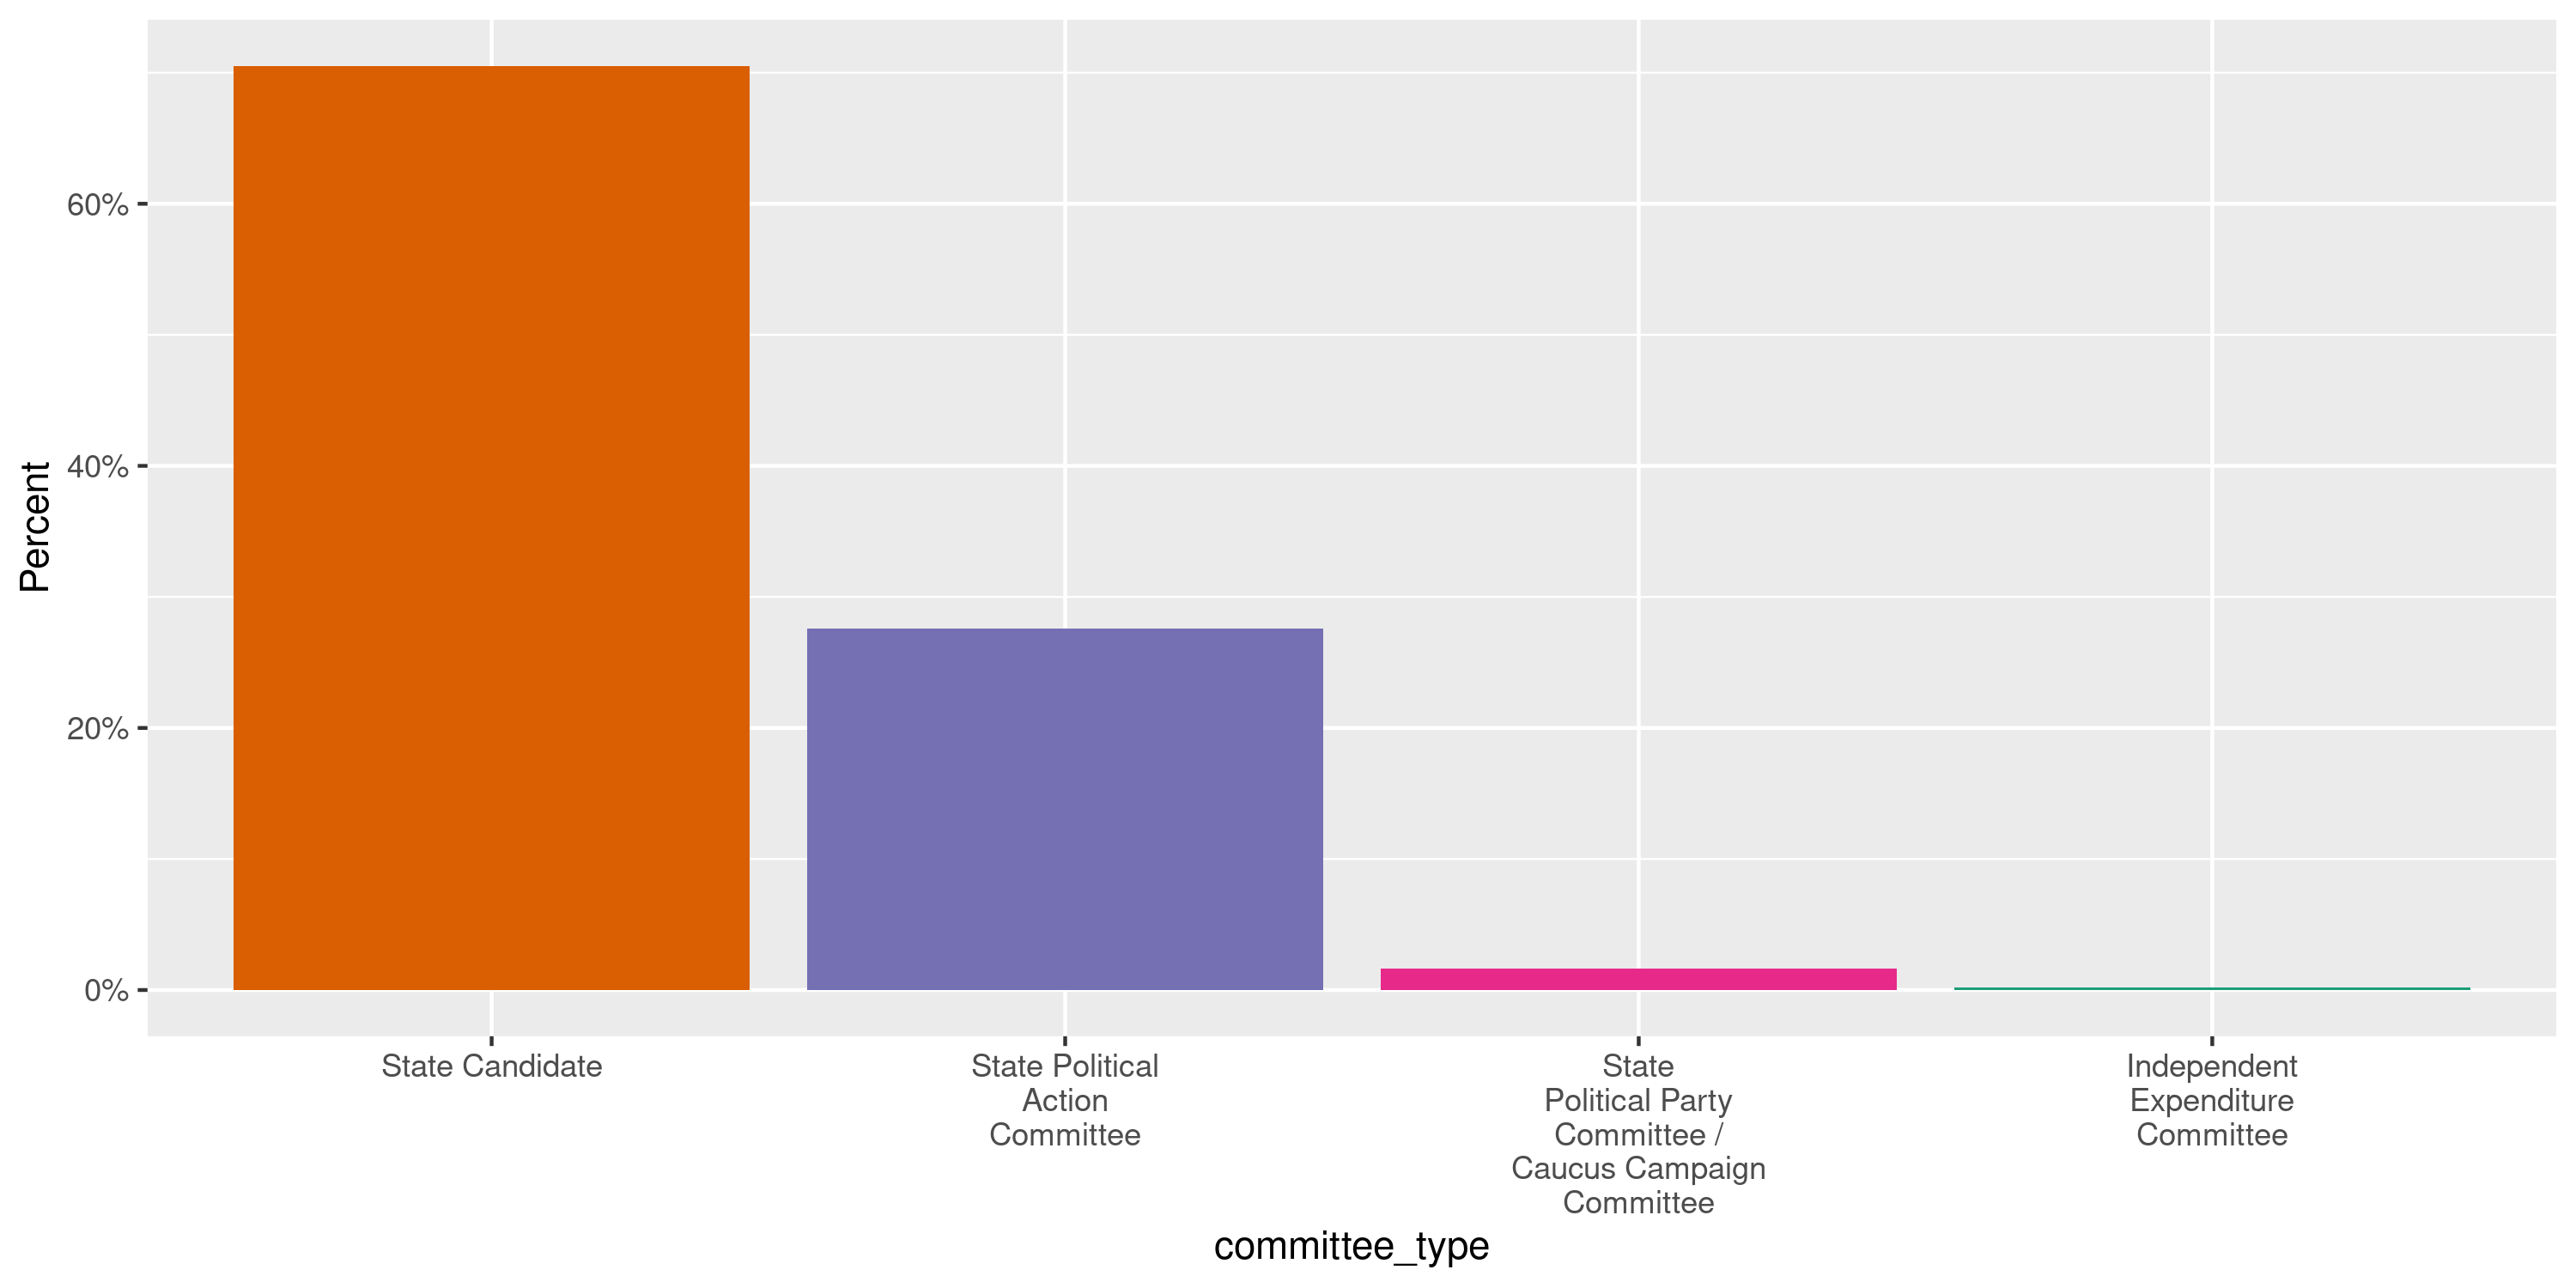 60%
40%
20%
0%
Percent
State Candidate
State Political
Action
Committee
State
Political Party
Committee /
Caucus Campaign
Committee
Independent
Expenditure
Committee
committee_type